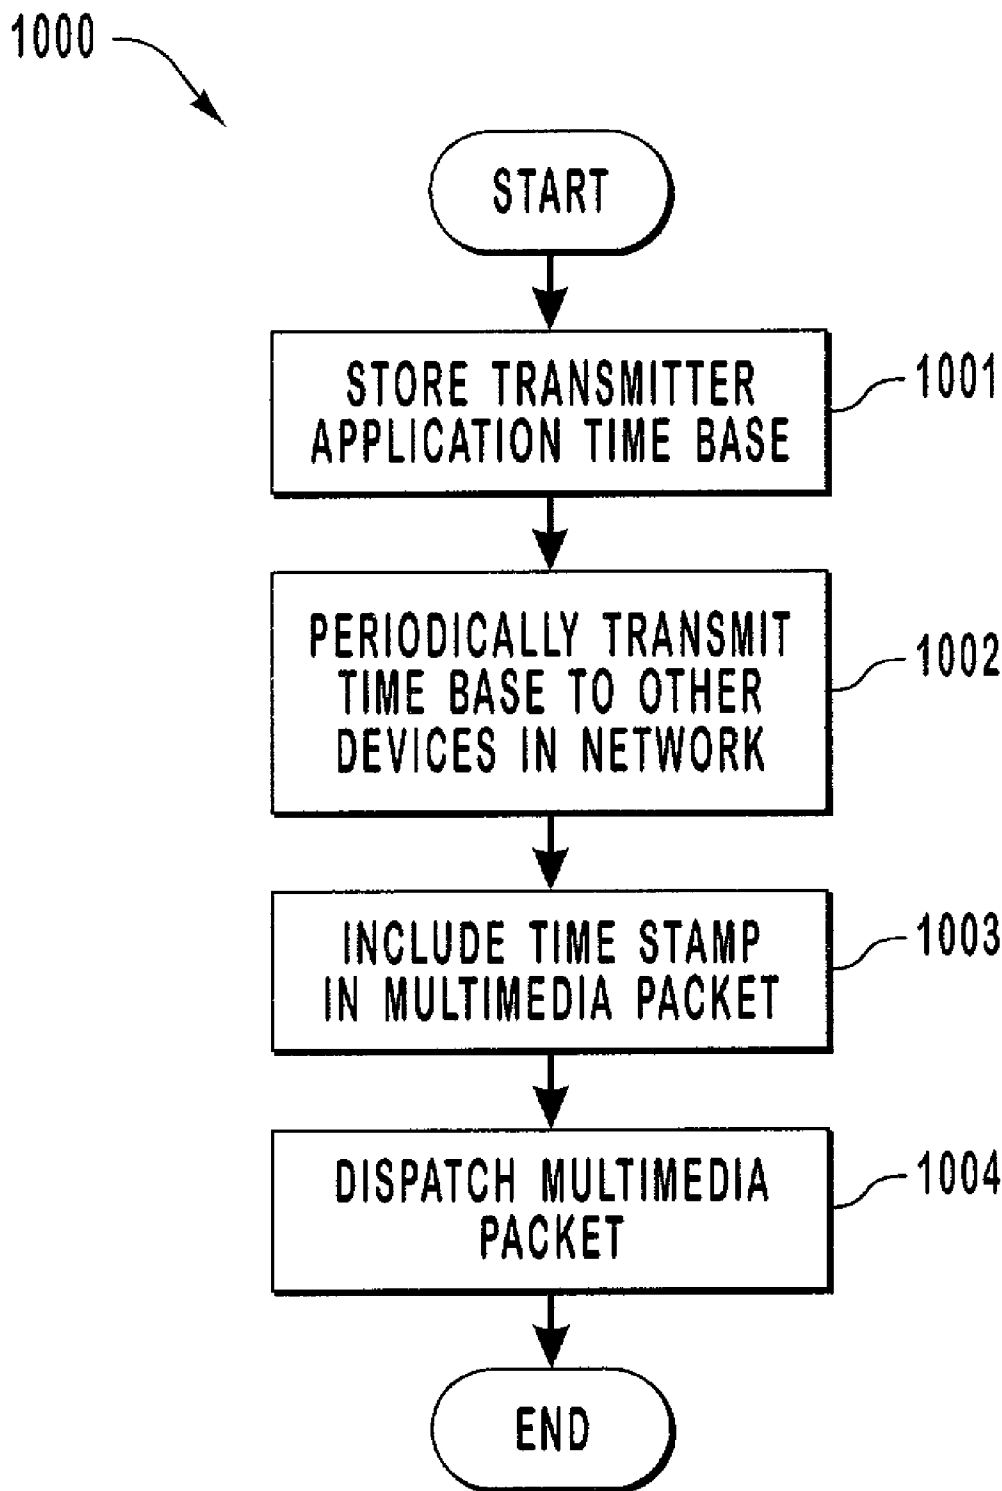 1000
START
STORE TRANSMITTER
APPLICATION TIME BASE
1001
PERIODICALLY TRANSMIT
TIME BASE TO OTHER
DEVICES IN NETWORK
1002
INCLUDE TIME STAMP
IN MULTIMEDIA PACKET
1003
DISPATCH MULTIMEDIA
PACKET
1004
END